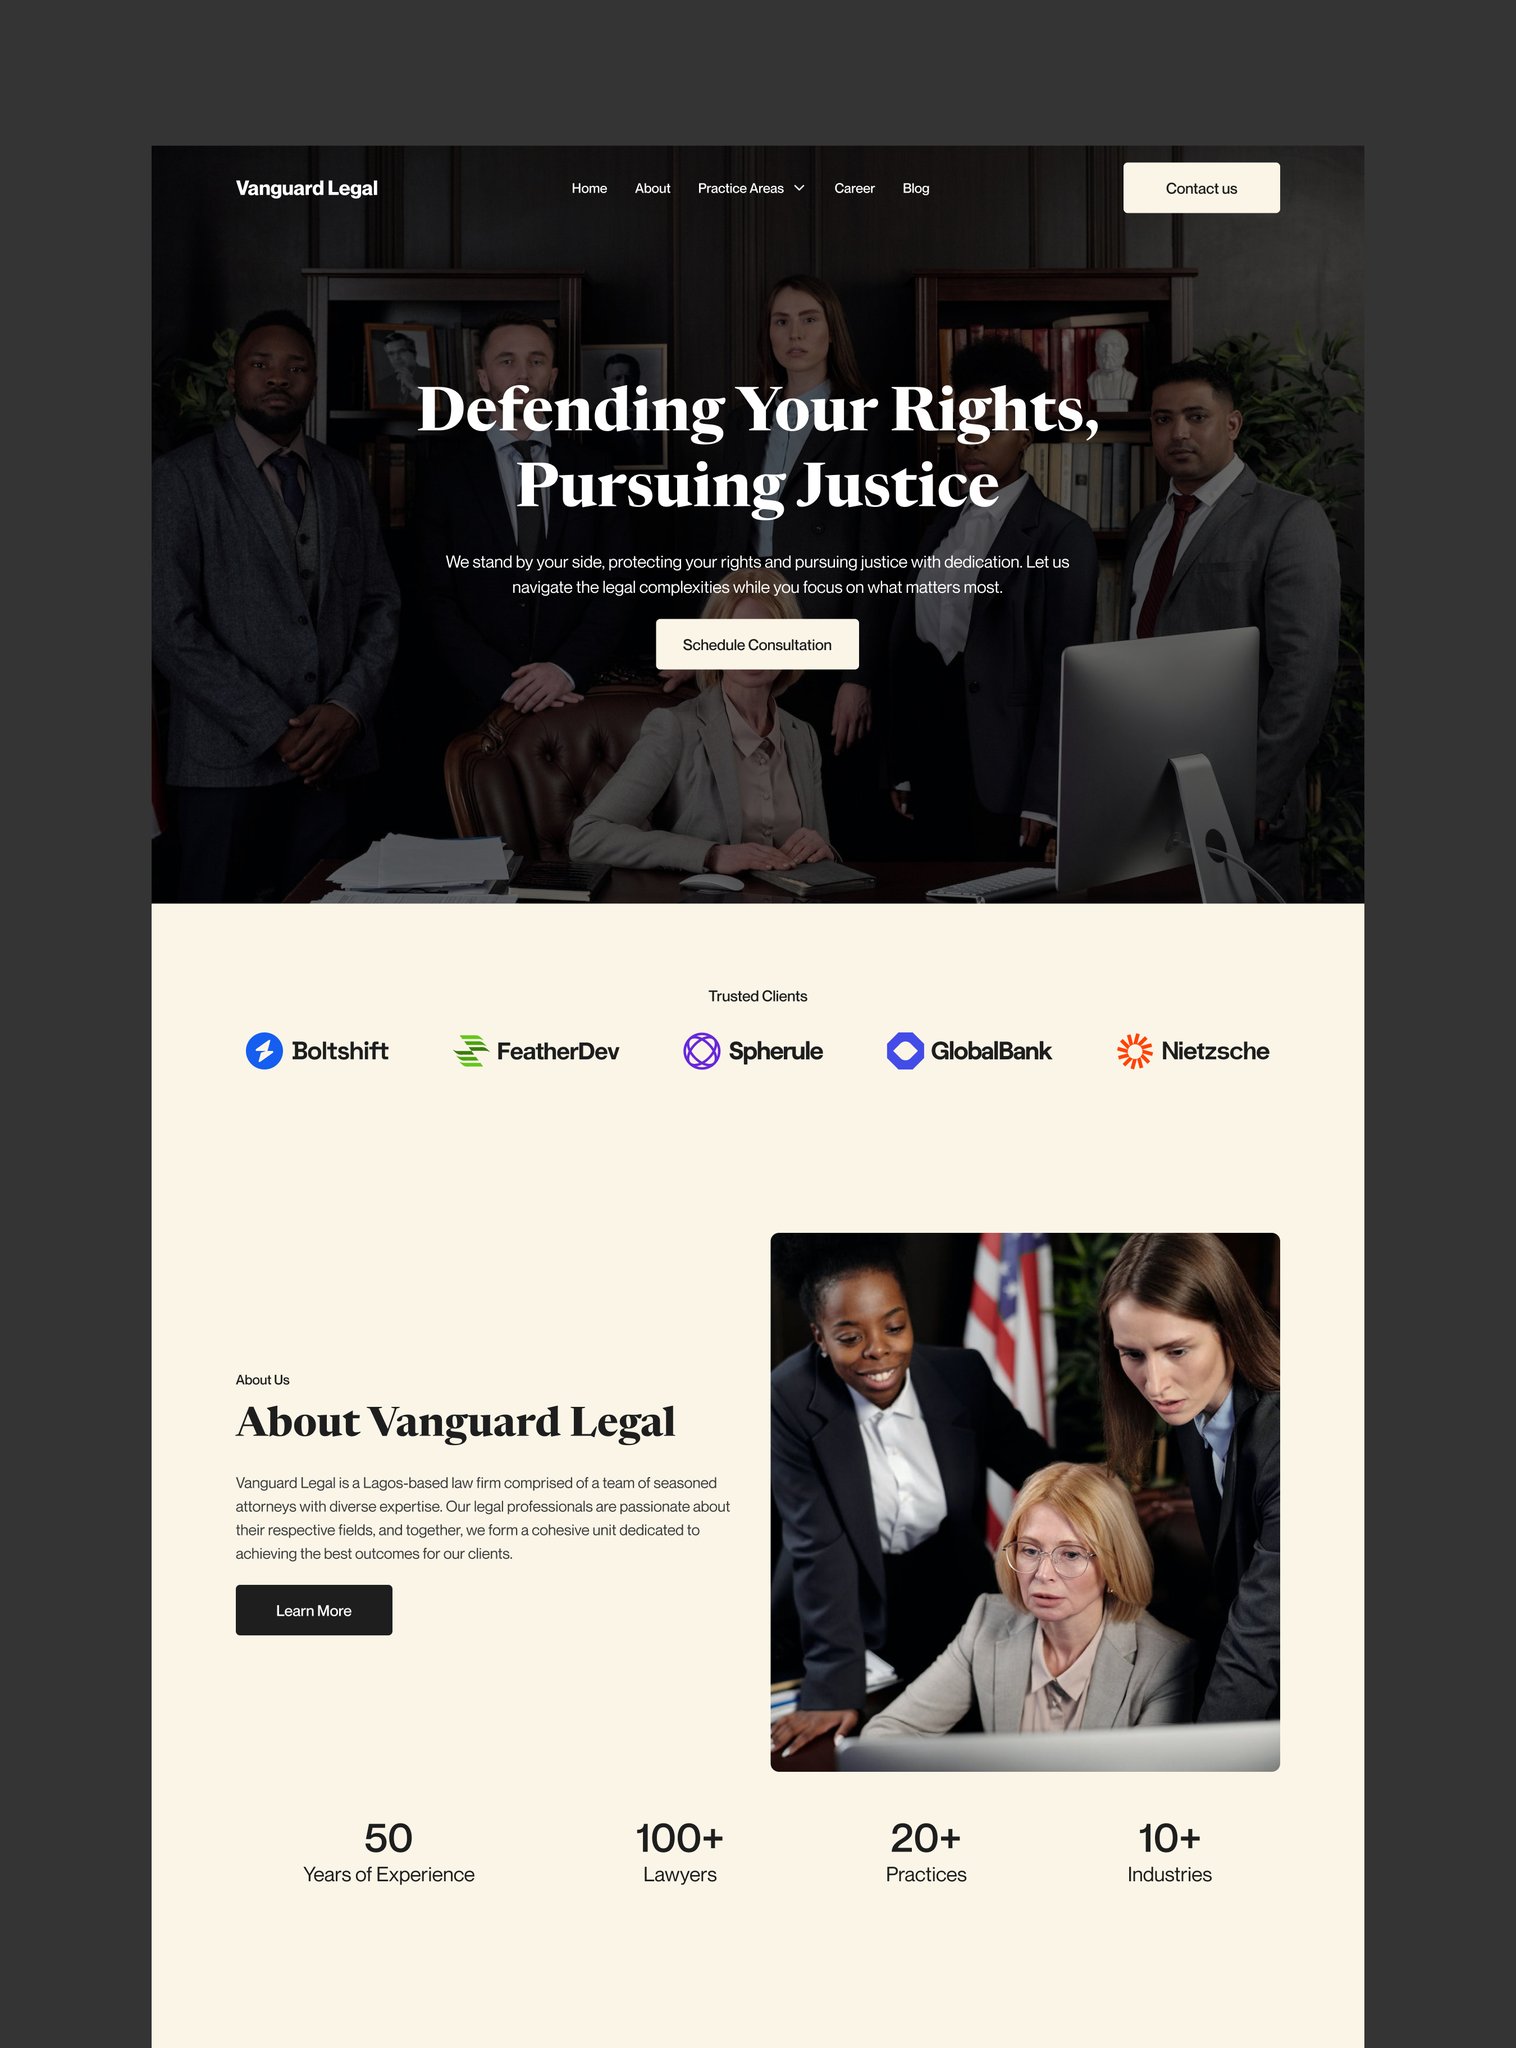 Vanguard Legal
Home About Practice Areas Career Blog
Contact us
Defending Your Rights,
Pursuing Justice
We stand by your side, protecting your rights and pursuing justice with dedication. Let us
navigate the legal complexities while you focus on what matters most.
Schedule Consultation
Trusted Clients
Boltshift
FeatherDev
Spherule
GlobalBank
Nietzsche
About Us
About Vanguard Legal
Vanguard Legal is a Lagos-based law firm comprised of a team of seasoned
attorneys with diverse expertise. Our legal professionals are passionate about
their respective fields, and together, we form a cohesive unit dedicated to
achieving the best outcomes for our clients.
Learn More
50
Years of Experience
100+
Lawyers
20+
Practices
10+
Industries